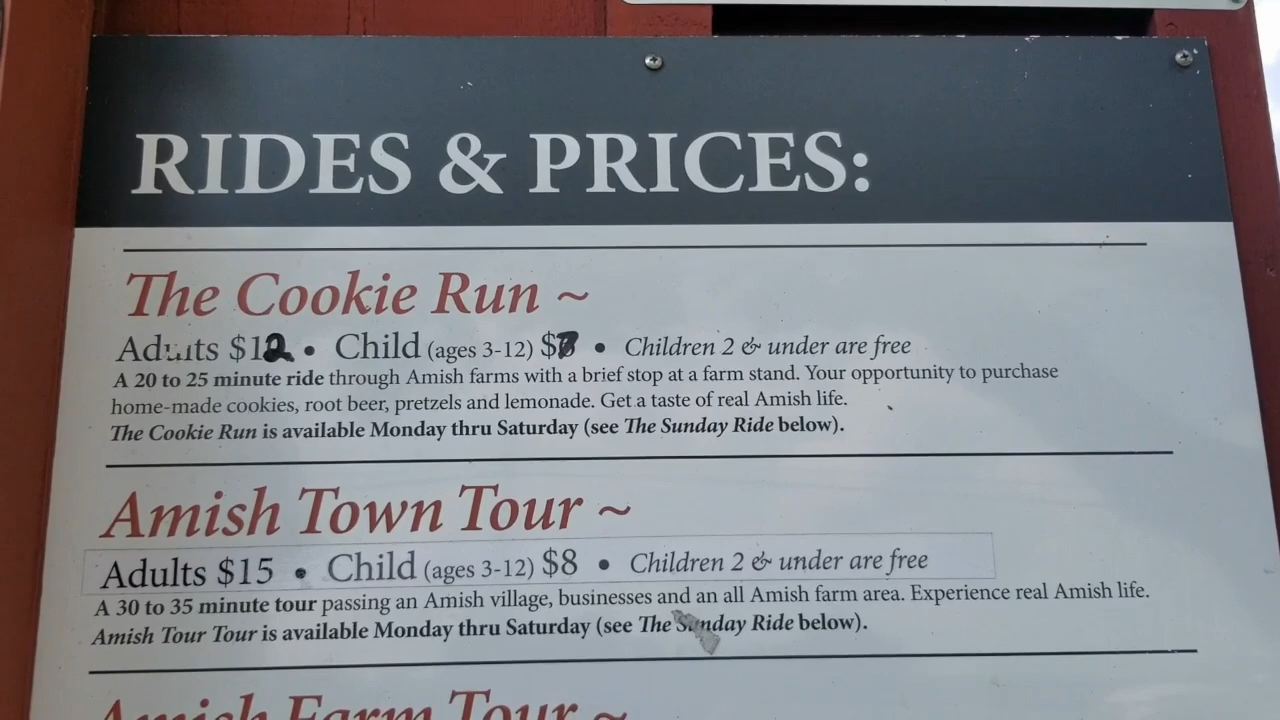 RIDES & PRICES:
The Cookie Run ~
Adults $12 • Child (ages 3-12) $7 • Children 2 & under are free
A 20 to 25 minute ride through Amish farms with a brief stop at a farm stand. Your opportunity to purchase
home-made cookies, root beer, pretzels and lemonade. Get a taste of real Amish life.
The Cookie Run is available Monday thru Saturday (see The Sunday Ride below).
Amish Town Tour ~
Adults $15 • Child (ages 3-12) $8 • Children 2 & under are free
A 30 to 35 minute tour passing an Amish village, businesses and an all Amish farm area. Experience real Amish life.
Amish Tour Tour is available Monday thru Saturday (see The Sunday Ride below).
Amish Farm Tour ~